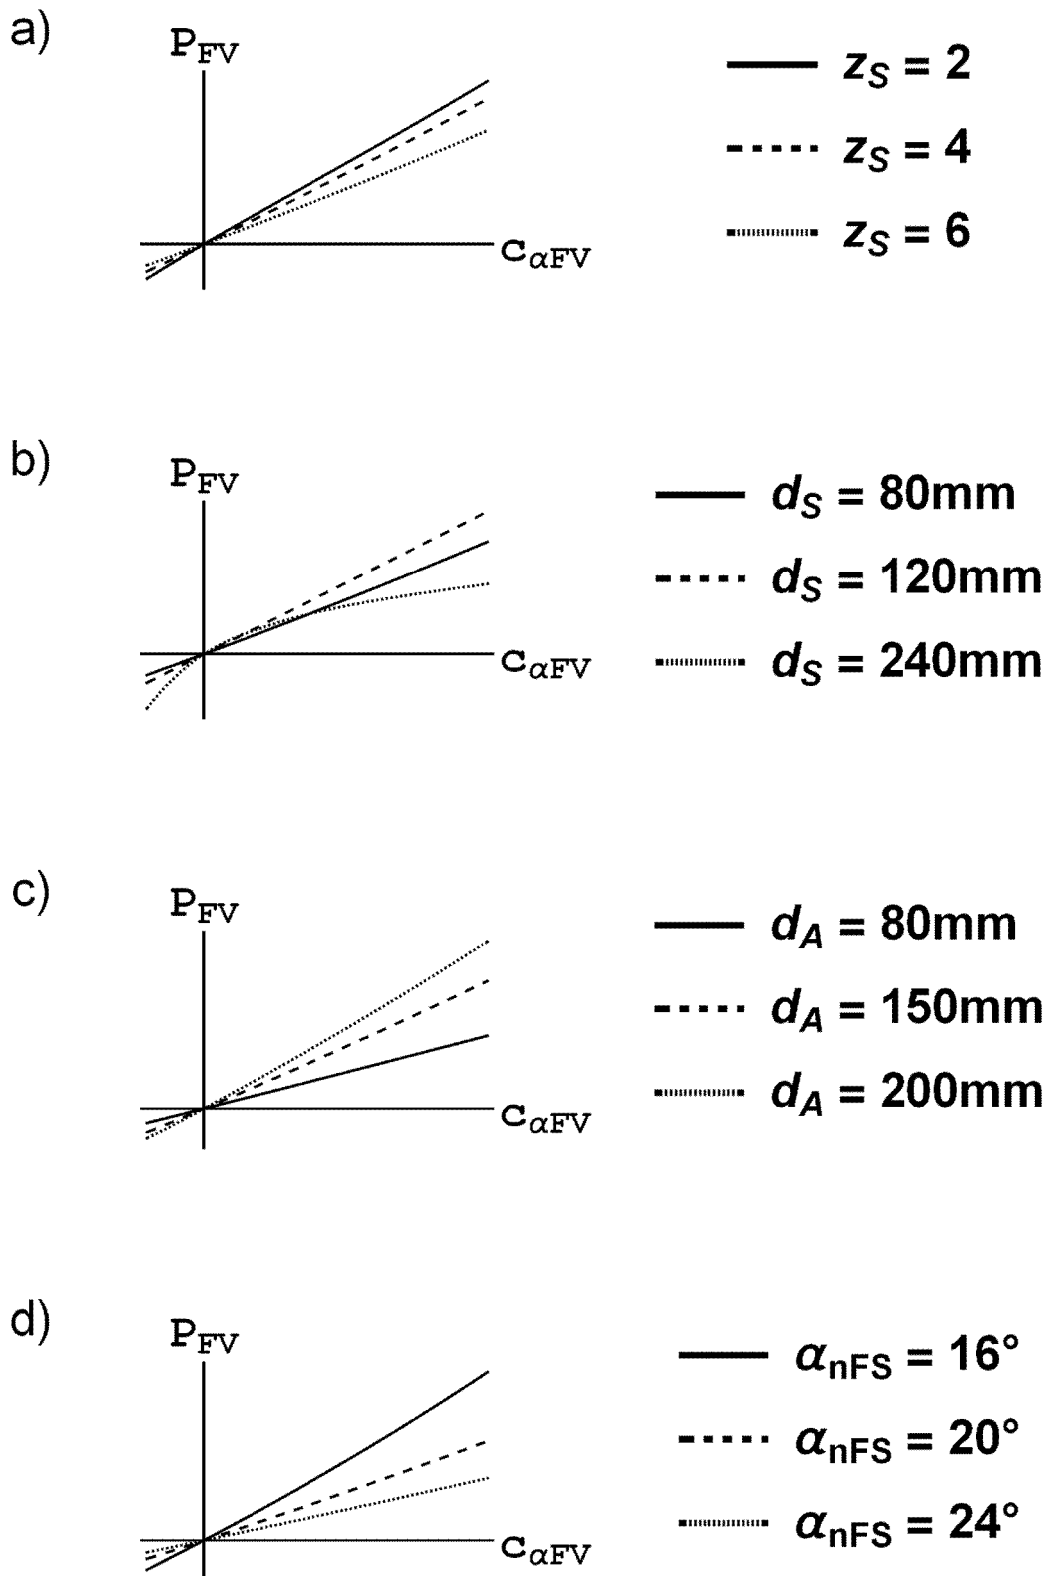 a)
PFV
cαFV
zS = 2
zS = 4
zS = 6
b)
PFV
cαFV
dS = 80mm
dS = 120mm
dS = 240mm
c)
PFV
cαFV
dA = 80mm
dA = 150mm
dA = 200mm
d)
PFV
cαFV
αnFS = 16°
αnFS = 20°
αnFS = 24°